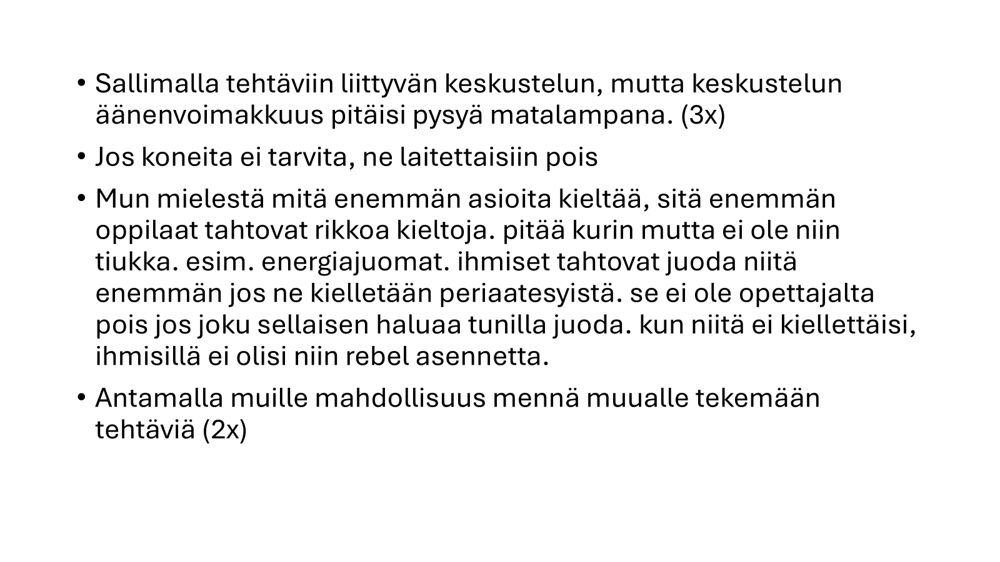 • Sallimalla tehtäviin liittyvän keskustelun, mutta keskustelun
äänenvoimakkuus pitäisi pysyä matalampana. (3x)
• Jos koneita ei tarvita, ne laitettaisiin pois
• Mun mielestä mitä enemmän asioita kieltää, sitä enemmän
oppilaat tahtovat rikkoa kieltoja. pitää kurin mutta ei ole niin
tiukka. esim. energiajuomat. ihmiset tahtovat juoda niitä
enemmän jos ne kielletään periaatesyistä. se ei ole opettajalta
pois jos joku sellaisen haluaa tunilla juoda. kun niitä ei kiellettäisi,
ihmisillä ei olisi niin rebel asennetta.
• Antamalla muille mahdollisuus mennä muualle tekemään
tehtäviä (2x)